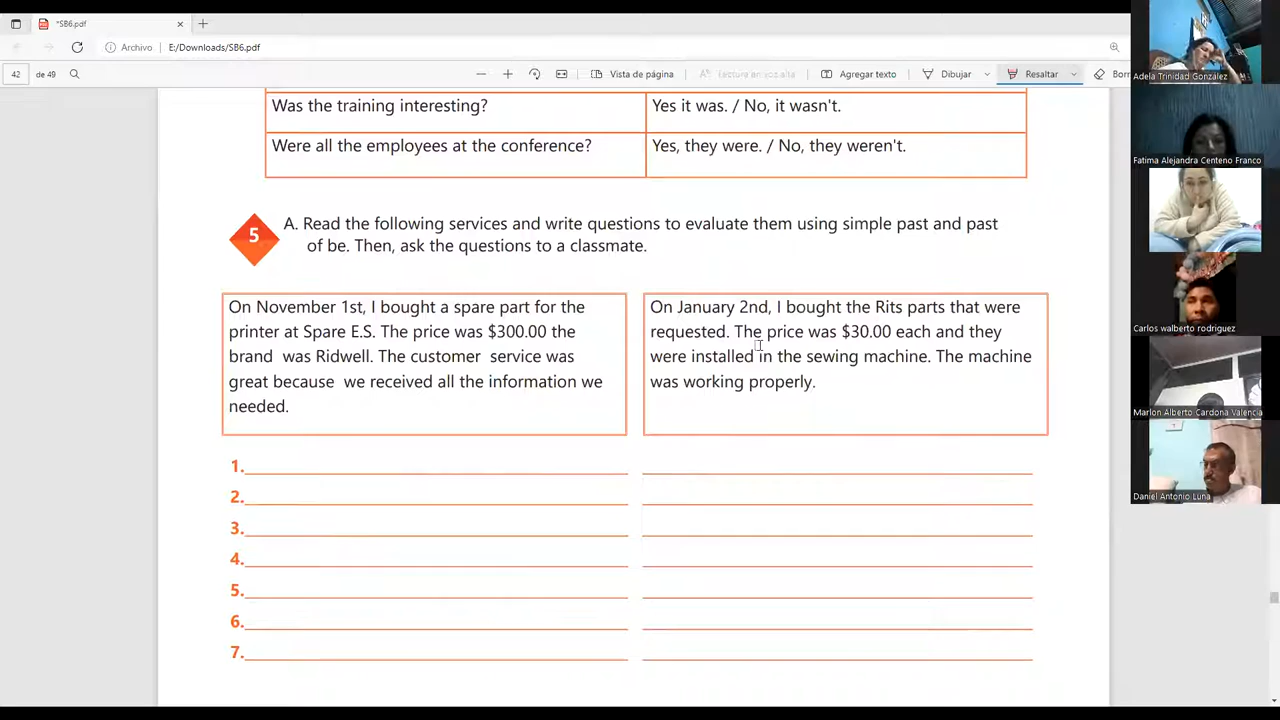 *SB6.pdf
Archivo E:/Downloads/SB6.pdf
42 de 49 Vista de página Lectura en voz alta Agregar texto Dibujar Resaltar Borr
Was the training interesting? Yes it was. / No, it wasn't.
Were all the employees at the conference? Yes, they were. / No, they weren't.
5
A. Read the following services and write questions to evaluate them using simple past and past
of be. Then, ask the questions to a classmate.
On November 1st, I bought a spare part for the
printer at Spare E.S. The price was $300.00 the
brand was Ridwell. The customer service was
great because we received all the information we
needed.
On January 2nd, I bought the Rits parts that were
requested. The price was $30.00 each and they
were installed in the sewing machine. The machine
was working properly.
1.
2.
3.
4.
5.
6.
7.
Adela Trinidad Gonzalez
Fatima Alejandra Centeno Franco
Carlos walberto rodriguez
Marlon Alberto Cardona Valencia
Daniel Antonio Luna